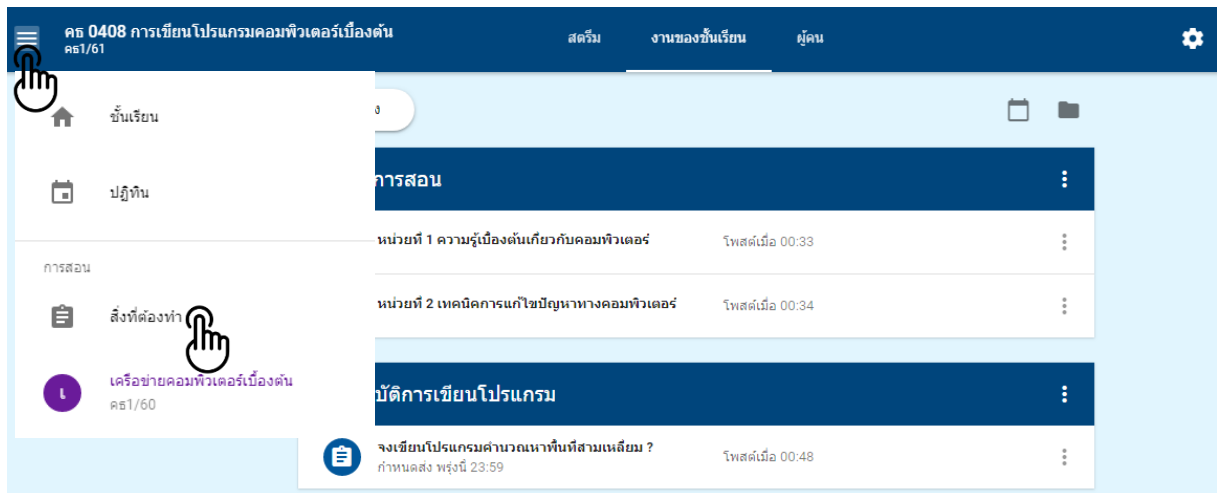 คธ 0408 การเขียนโปรแกรมคอมพิวเตอร์เบื้องต้น
คธ1/61
สตรีม
งานของชั้นเรียน
ผู้คน
ชั้นเรียน
ปฏิทิน
การสอน
สิ่งที่ต้องทำ
เ
เครือข่ายคอมพิวเตอร์เบื้องต้น
คธ1/60
ง
การสอน
หน่วยที่ 1 ความรู้เบื้องต้นเกี่ยวกับคอมพิวเตอร์
โพสต์เมื่อ 00:33
หน่วยที่ 2 เทคนิคการแก้ไขปัญหาทางคอมพิวเตอร์
โพสต์เมื่อ 00:34
บัติการเขียนโปรแกรม
จงเขียนโปรแกรมคำนวณหาพื้นที่สามเหลี่ยม ?
โพสต์เมื่อ 00:48
กำหนดส่ง พรุ่งนี้ 23:59